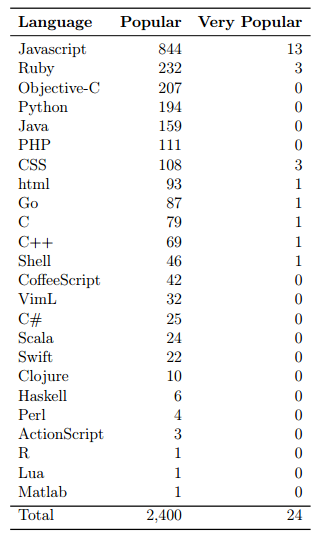 Language Popular Very Popular
Javascript 844 13
Ruby 232 3
Objective-C 207 0
Python 194 0
Java 159 0
PHP 111 0
CSS 108 3
html 93 1
Go 87 1
C 79 1
C++ 69 1
Shell 46 1
CoffeeScript 42 0
VimL 32 0
C# 25 0
Scala 24 0
Swift 22 0
Clojure 10 0
Haskell 6 0
Perl 4 0
ActionScript 3 0
R 1 0
Lua 1 0
Matlab 1 0
Total 2,400 24